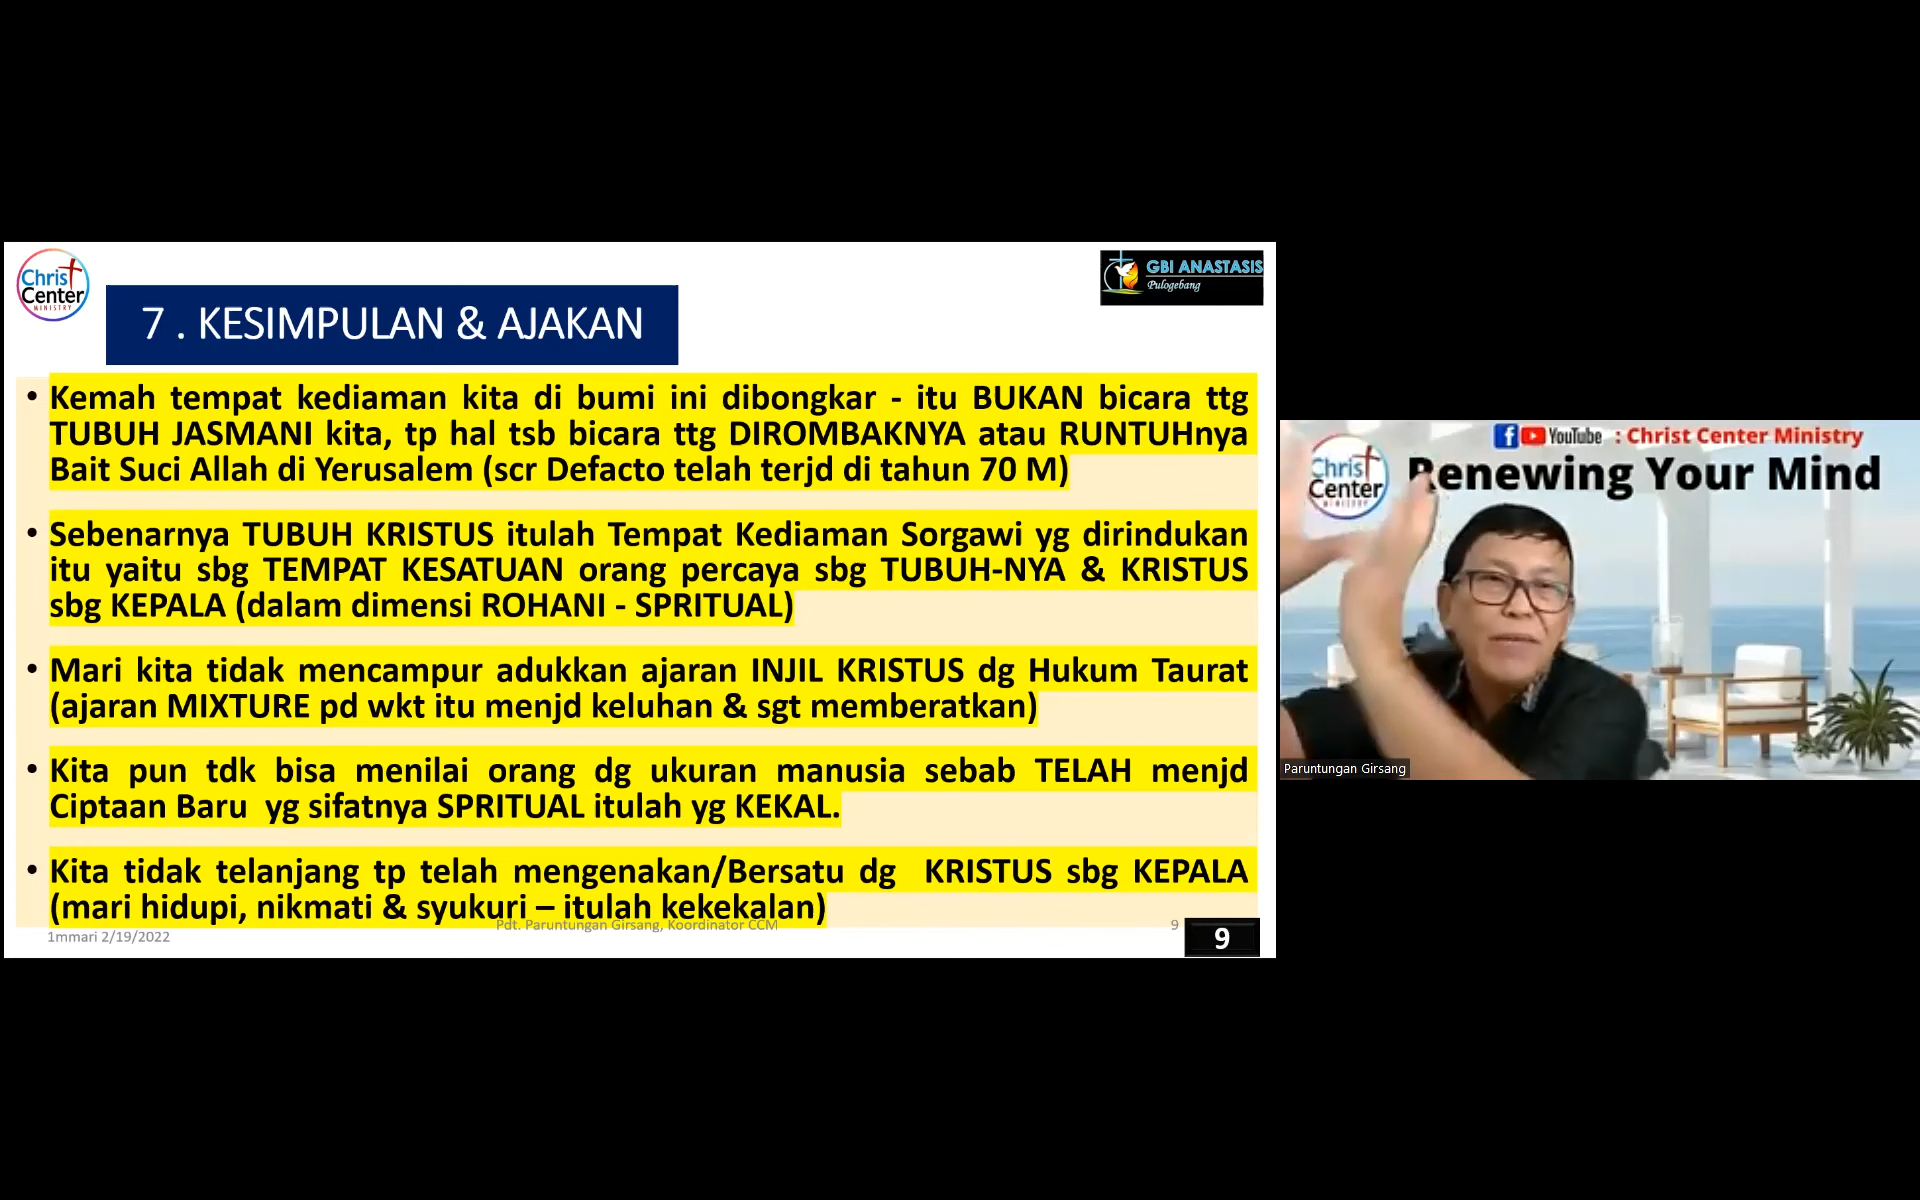 Christ
Center
MINISTRY
GBI ANASTASIS
Pulogebang
7 . KESIMPULAN & AJAKAN
• Kemah tempat kediaman kita di bumi ini dibongkar - itu BUKAN bicara ttg
TUBUH JASMANI kita, tp hal tsb bicara ttg DIROMBAKNYA atau RUNTUHnya
Bait Suci Allah di Yerusalem (scr Defacto telah terjd di tahun 70 M)
• Sebenarnya TUBUH KRISTUS itulah Tempat Kediaman Sorgawi yg dirindukan
itu yaitu sbg TEMPAT KESATUAN orang percaya sbg TUBUH-NYA & KRISTUS
sbg KEPALA (dalam dimensi ROHANI - SPRITUAL)
• Mari kita tidak mencampur adukkan ajaran INJIL KRISTUS dg Hukum Taurat
(ajaran MIXTURE pd wkt itu menjd keluhan & sgt memberatkan)
• Kita pun tdk bisa menilai orang dg ukuran manusia sebab TELAH menjd
Ciptaan Baru yg sifatnya SPRITUAL itulah yg KEKAL.
• Kita tidak telanjang tp telah mengenakan/Bersatu dg KRISTUS sbg KEPALA
(mari hidupi, nikmati & syukuri – itulah kekekalan)
1mmari 2/19/2022
Pdt. Paruntungan Girsang, Koordinator CCM
9
9
YouTube : Christ Center Ministry
Christ
Center
MINISTRY
Renewing Your Mind
Paruntungan Girsang